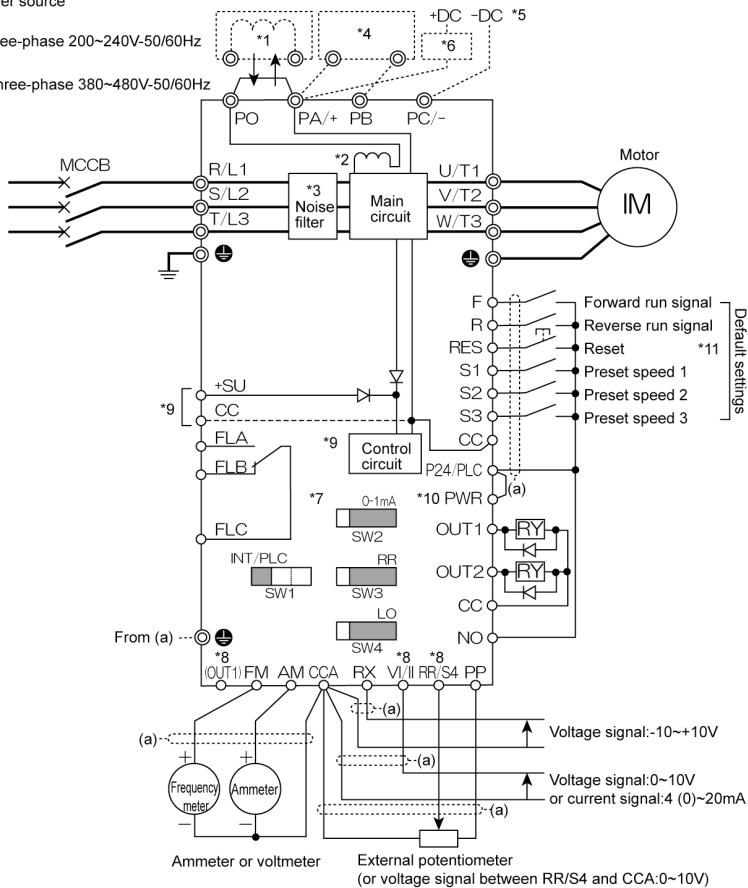 er source
ee-phase 200~240V-50/60Hz
hree-phase 380~480V-50/60Hz
+DC -DC *5
*1
*4
*6
PO PA/+ PB PC/-
MCCB
R/L1
S/L2
T/L3
*2
*3
Noise
filter
Main
circuit
U/T1
V/T2
W/T3
Motor
IM
F Forward run signal
R Reverse run signal
RES Reset *11
S1 Preset speed 1
S2 Preset speed 2
S3 Preset speed 3
Default settings
CC
+SU
*9
CC
FLA
FLB
FLC
*9
Control
circuit
P24/PLC
(a)
*7
0-1mA
SW2
*10 PWR
OUT1 RY
OUT2 RY
CC
NO
INT/PLC
SW1
RR
SW3
LO
SW4
From (a)
*8 *8 *8
(OUT1) FM AM CCA RX VI/II RR/S4 PP
(a)
Voltage signal:-10~+10V
(a)
(a)
Voltage signal:0~10V
or current signal:4 (0)~20mA
(a)
+ +
Frequency
meter
Ammeter
− −
Ammeter or voltmeter
External potentiometer
(or voltage signal between RR/S4 and CCA:0~10V)